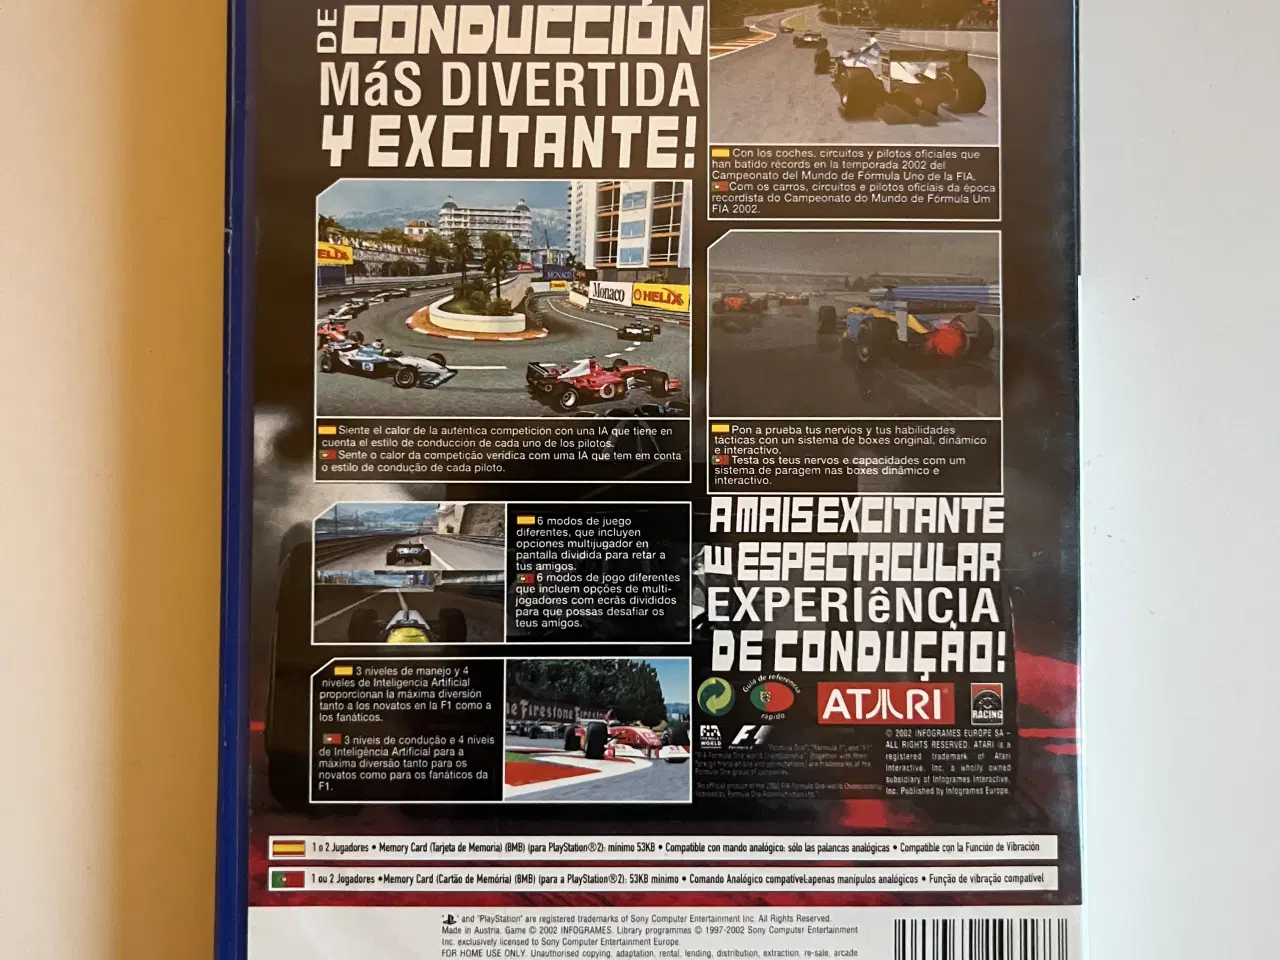 DE CONDUCCIÓN
MáS DIVERTIDA
Y EXCITANTE!
Con los coches, circuitos y pilotos oficiales que
han batido récords en la temporada 2002 del
Campeonato del Mundo de Fórmula Uno de la FIA.
Com os carros, circuitos e pilotos oficiais da época
recordista do Campeonato do Mundo de Fórmula Um
FIA 2002.
HELIX
MONACO
Monaco
HELIX
Siente el calor de la auténtica competición con una IA que tiene en
cuenta el estilo de conducción de cada uno de los pilotos.
Sente o calor da competição verídica com uma IA que tem em conta
o estilo de condução de cada piloto.
Pon a prueba tus nervios y tus habilidades
tácticas con un sistema de boxes original, dinámico
e interactivo.
Testa os teus nervos e capacidades com um
sistema de paragem nas boxes dinâmico e
interactivo.
6 modos de juego
diferentes, que incluyen
opciones multijugador en
pantalla dividida para retar a
tus amigos.
6 modos de jogo diferentes
que incluem opções de multi-
jogadores com ecrãs divididos
para que possas desafiar os
teus amigos.
A MAIS EXCITANTE
E ESPECTACULAR
EXPERIêNCIA
DE CONDUÇÃO!
3 niveles de manejo y 4
niveles de Inteligencia Artificial
proporcionan la máxima diversión
tanto a los novatos en la F1 como a
los fanáticos.
3 níveis de condução e 4 níveis
de Inteligência Artificial para a
máxima diversão tanto para os
novatos como para os fanáticos da
F1.
Firestone Firestone
Guia de referencia
rapido
ATARI
RACING
FIA
WORLD
F1
Formula 1
© 2002 INFOGRAMES EUROPE SA –
ALL RIGHTS RESERVED. ATARI is a
registered trademark of Atari
Interactive, Inc. a wholly owned
subsidiary of Infogrames Interactive,
Inc. Published by Infogrames Europe.
1 o 2 Jugadores • Memory Card (Tarjeta de Memoria) (8MB) (para PlayStation®2): mínimo 53KB • Compatible con mando analógico: sólo las palancas analógicas • Compatible con la Función de Vibración
1 ou 2 Jogadores •Memory Card (Cartão de Memória) (8MB) (para a PlayStation®2): 53KB mínimo • Comando Analógico compatível:apenas manípulos analógicos • Função de vibração compatível
" " and "PlayStation" are registered trademarks of Sony Computer Entertainment Inc. All Rights Reserved.
Made in Austria. Game © 2002 INFOGRAMES. Library programmes © 1997-2002 Sony Computer Entertainment
Inc. exclusively licensed to Sony Computer Entertainment Europe.
FOR HOME USE ONLY. Unauthorised copying, adaptation, rental, lending, distribution, extraction, re-sale, arcade